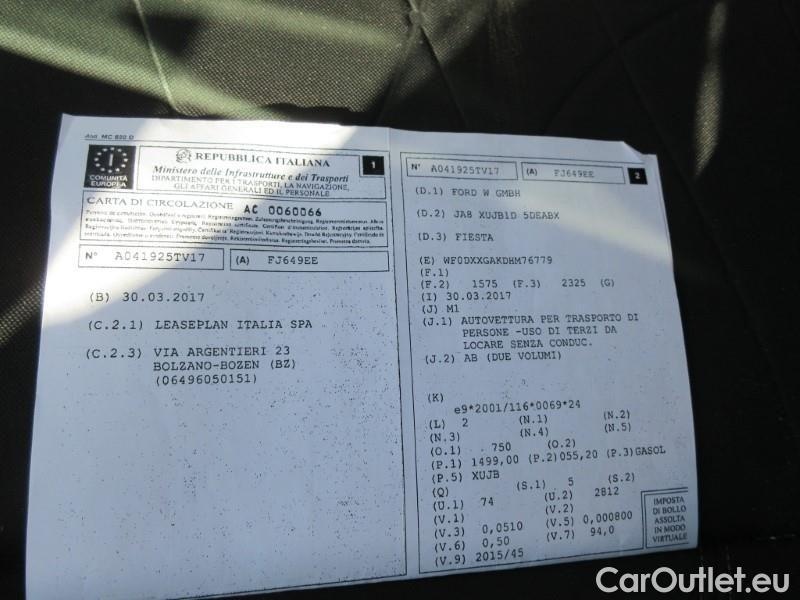 Mod. MC 820 D
I
COMUNITÀ
EUROPEA
REPUBBLICA ITALIANA
Ministero delle Infrastrutture e dei Trasporti
DIPARTIMENTO PER I TRASPORTI, LA NAVIGAZIONE,
GLI AFFARI GENERALI ED IL PERSONALE
1
CARTA DI CIRCOLAZIONE AC 0060066
N° A041925TV17 (A) FJ649EE
(B) 30.03.2017
(C.2.1) LEASEPLAN ITALIA SPA
(C.2.3) VIA ARGENTIERI 23
BOLZANO-BOZEN (BZ)
(06496050151)
N° A041925TV17 (A) FJ649EE 2
(D.1) FORD W GMBH
(D.2) JA8 XUJB1D 5DEABX
(D.3) FIESTA
(E) WF0DXXGAKDHM76779
(F.1)
(F.2) 1575 (F.3) 2325 (G)
(I) 30.03.2017
(J) M1
(J.1) AUTOVETTURA PER TRASPORTO DI
PERSONE -USO DI TERZI DA
LOCARE SENZA CONDUC.
(J.2) AB (DUE VOLUMI)
(K)
e9*2001/116*0069*24
(L) 2 (N.1) (N.2)
(N.3) (N.4) (N.5)
(O.1) 750 (O.2)
(P.1) 1499,00 (P.2)055,20 (P.3)GASOL
(P.5) XUJB
(Q) (S.1) 5 (S.2)
(U.1) 74 (U.2) 2812
(V.1) (V.2)
(V.3) 0,0510 (V.5) 0,000800
(V.6) 0,50 (V.7) 94,0
(V.9) 2015/45
IMPOSTA
DI BOLLO
ASSOLTA
IN MODO
VIRTUALE
CarOutlet.eu